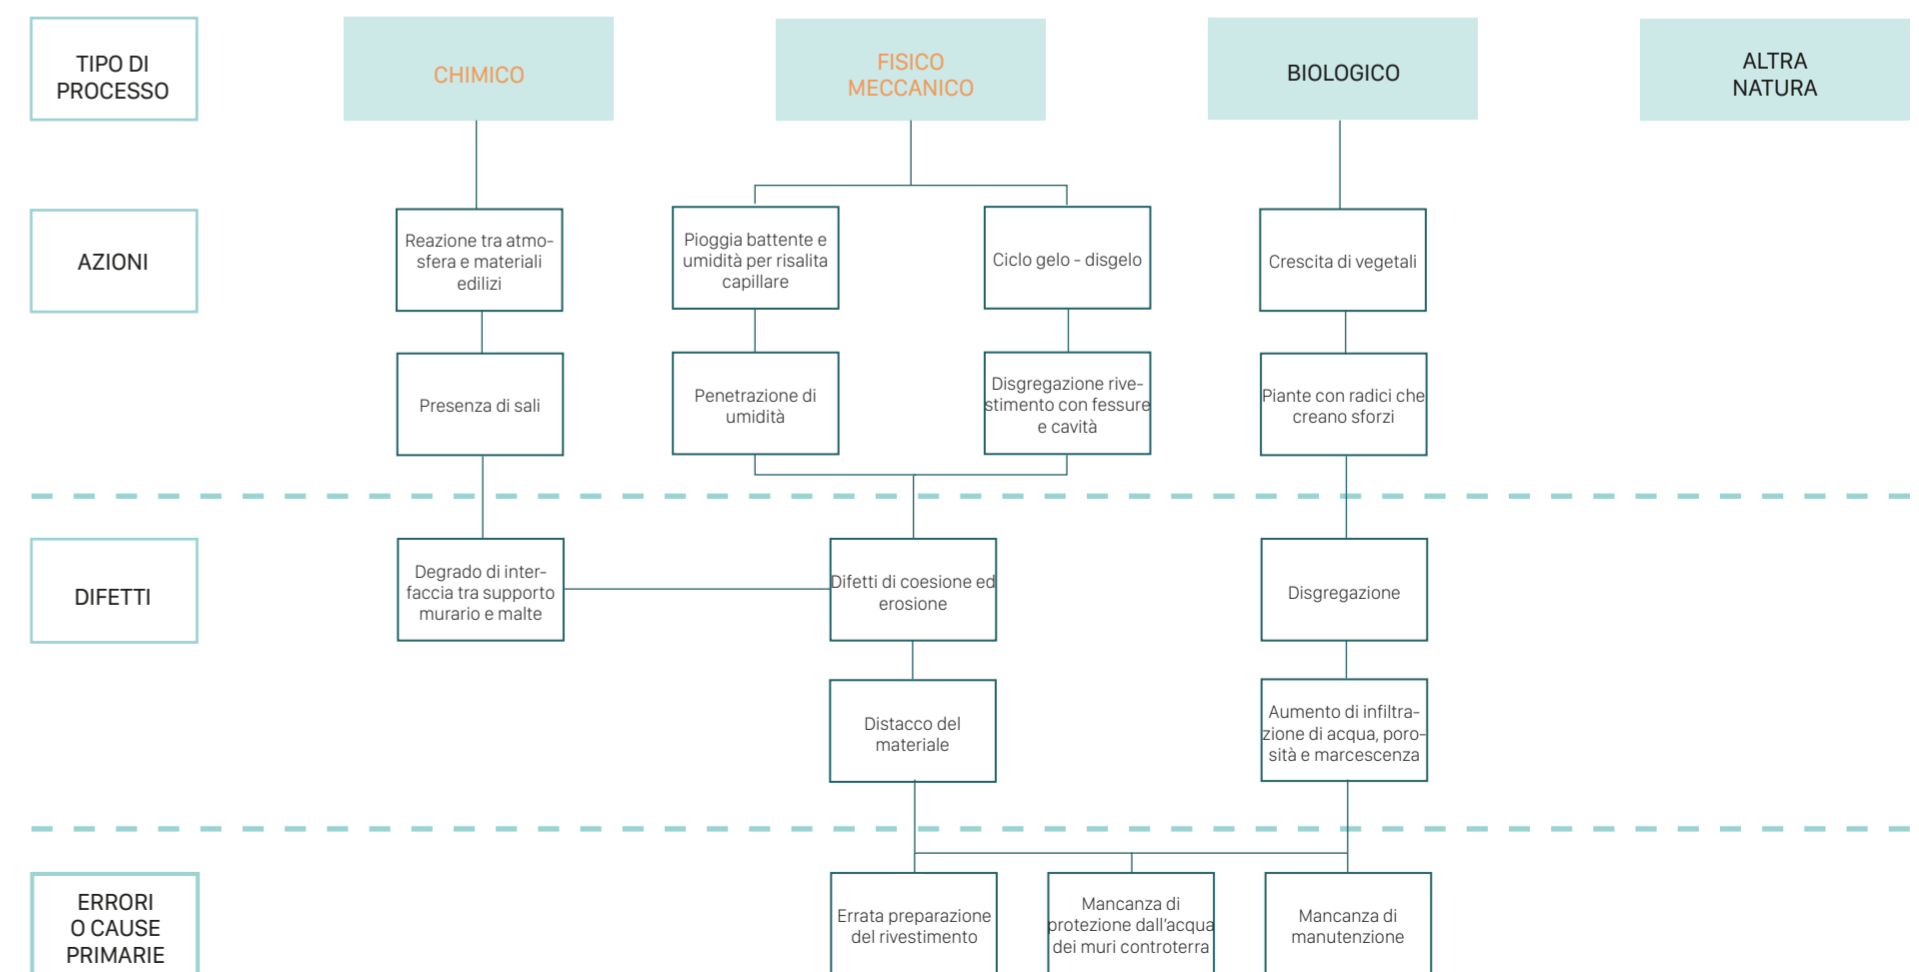 TIPO DI
PROCESSO
CHIMICO
FISICO
MECCANICO
BIOLOGICO
ALTRA
NATURA
AZIONI
Reazione tra atmo-
sfera e materiali
edilizi
Pioggia battente e
umidità per risalita
capillare
Ciclo gelo - disgelo
Crescita di vegetali
Presenza di sali
Penetrazione di
umidità
Disgregazione rive-
stimento con fessure
e cavità
Piante con radici che
creano sforzi
DIFETTI
Degrado di inter-
faccia tra supporto
murario e malte
Difetti di coesione ed
erosione
Disgregazione
Distacco del
materiale
Aumento di infiltra-
zione di acqua, poro-
sità e marcescenza
ERRORI
O CAUSE
PRIMARIE
Errata preparazione
del rivestimento
Mancanza di
protezione dall'acqua
dei muri controterra
Mancanza di
manutenzione